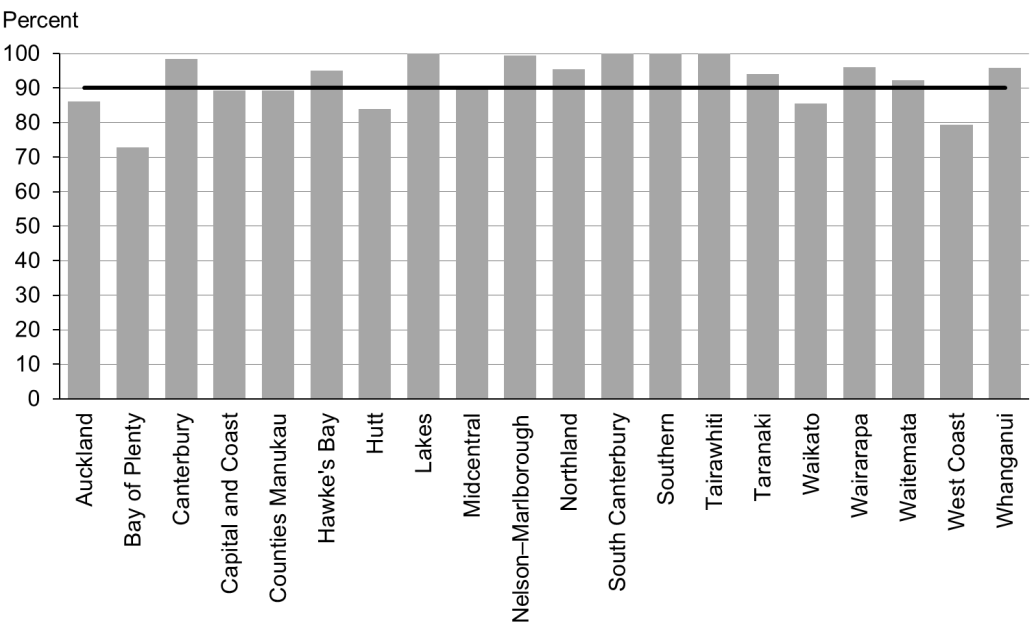 Percent
100
90
80
70
60
50
40
30
20
10
0
Auckland
Bay of Plenty
Canterbury
Capital and Coast
Counties Manukau
Hawke's Bay
Hutt
Lakes
Midcentral
Nelson–Marlborough
Northland
South Canterbury
Southern
Tairawhiti
Taranaki
Waikato
Wairarapa
Waitemata
West Coast
Whanganui